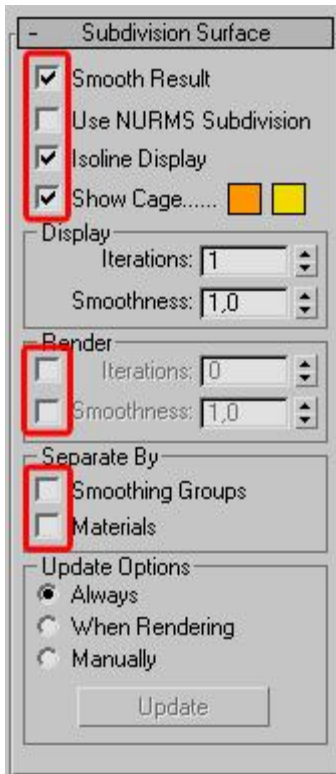 - Subdivision Surface
Smooth Result
Use NURMS Subdivision
Isoline Display
Show Cage......
Display
Iterations: 1
Smoothness: 1,0
Render
Iterations: 0
Smoothness: 1,0
Separate By
Smoothing Groups
Materials
Update Options
Always
When Rendering
Manually
Update